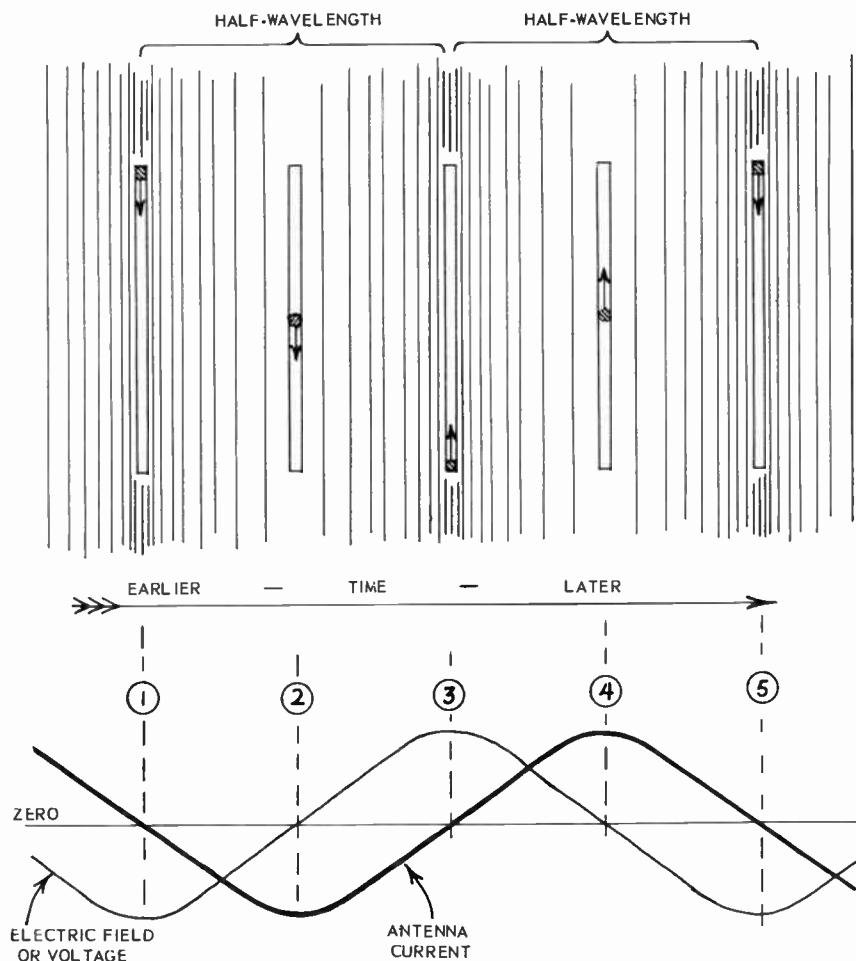 HALF-WAVELENGTH HALF-WAVELENGTH
EARLIER — TIME — LATER
1 2 3 4 5
ZERO
ELECTRIC FIELD
OR VOLTAGE
ANTENNA
CURRENT